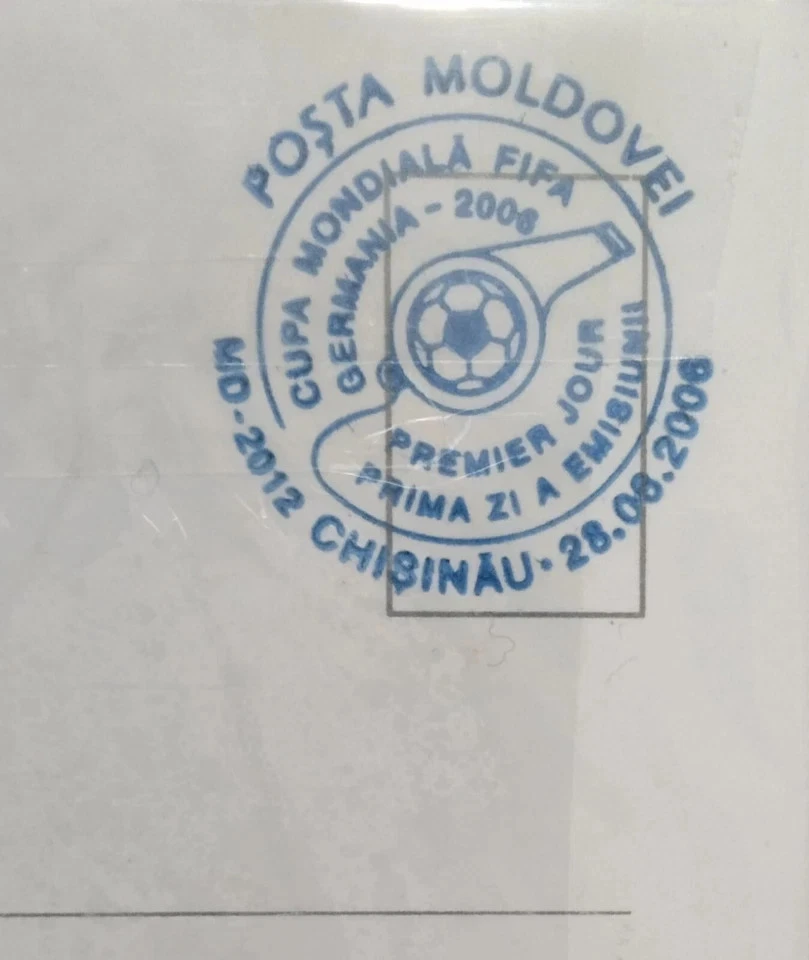 POȘTA MOLDOVEI
CUPA MONDIALĂ FIFA
GERMANIA - 2006
PREMIER JOUR
PRIMA ZI A EMISIUNII
MD-2012 CHIȘINĂU · 28.06.2006